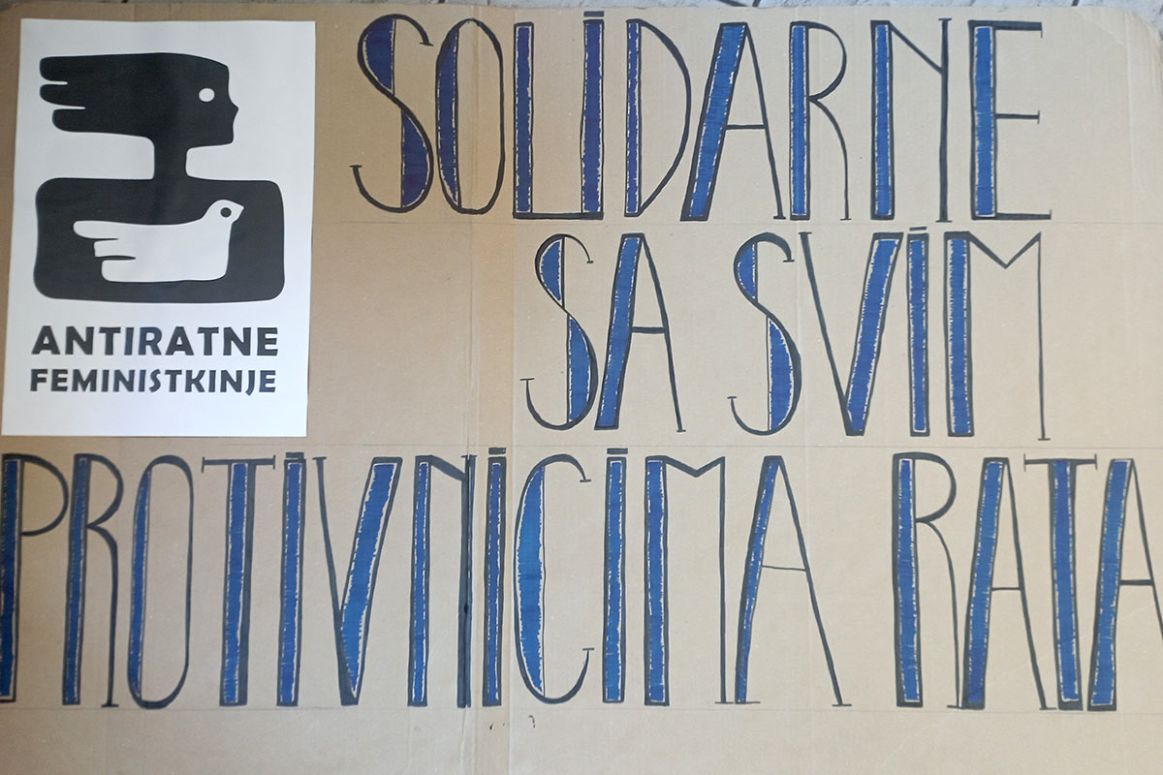 ANTIRATNE
FEMINISTKINJE
SOLIDARNE
SA SVIM
PROTIVNICIMA RATA